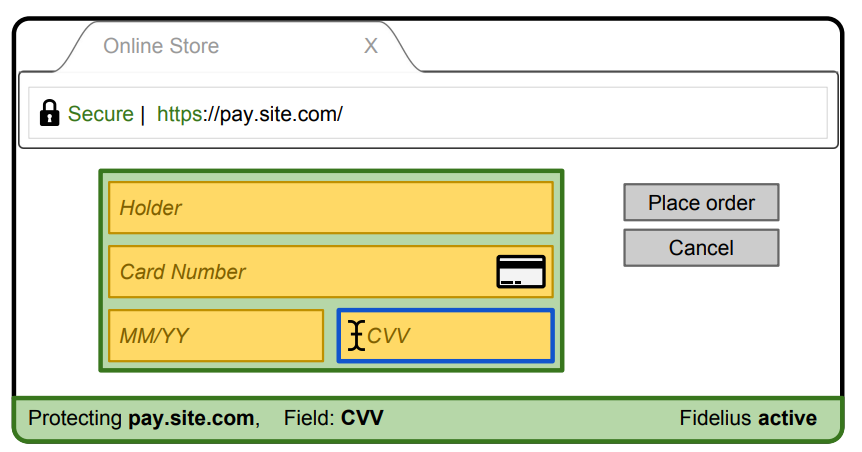 Online Store X
Secure | https://pay.site.com/
Holder
Place order
Card Number
Cancel
MM/YY CVV
Protecting pay.site.com, Field: CVV Fidelius active